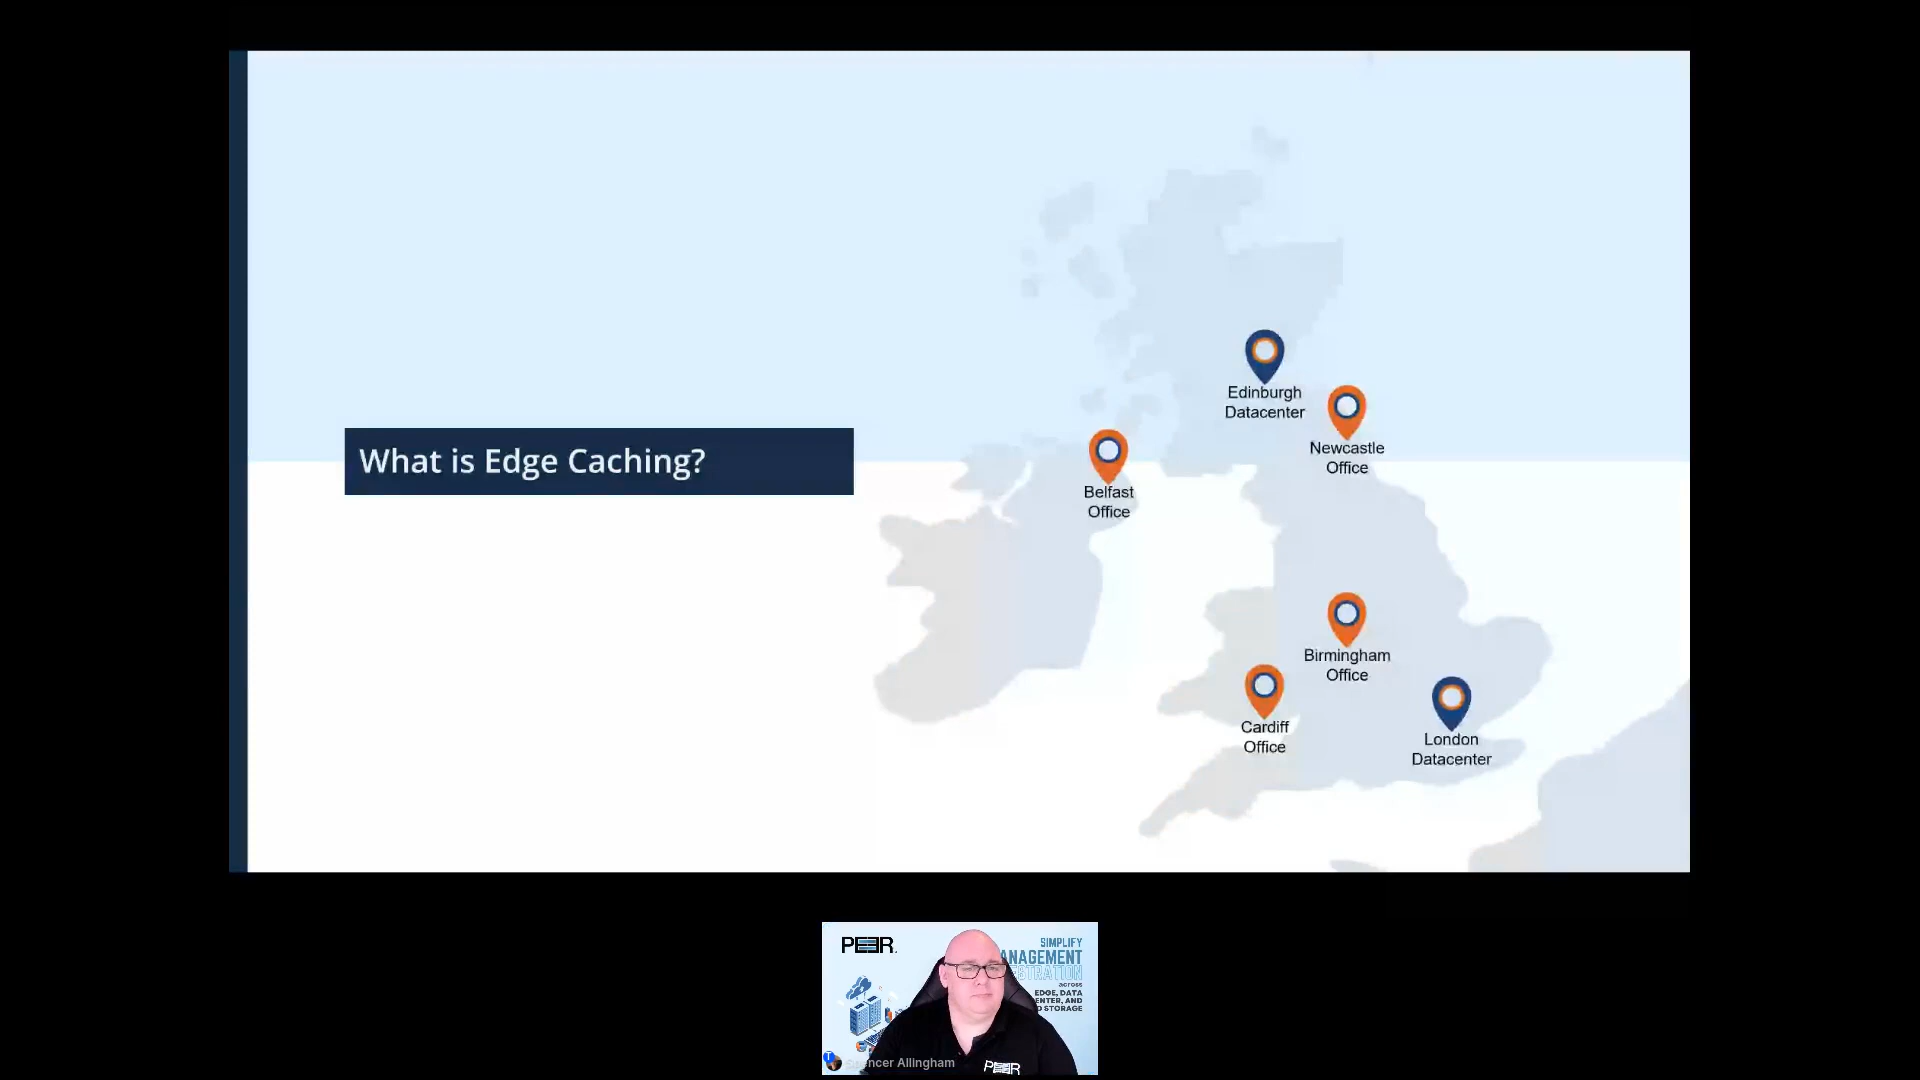 What is Edge Caching?
Edinburgh
Datacenter
Newcastle
Office
Belfast
Office
Birmingham
Office
Cardiff
Office
London
Datacenter
PEER
SIMPLIFY
ANAGEMENT
STRATION
across
EDGE, DATA
ENTER, AND
D STORAGE
PEER
ncer Allingham